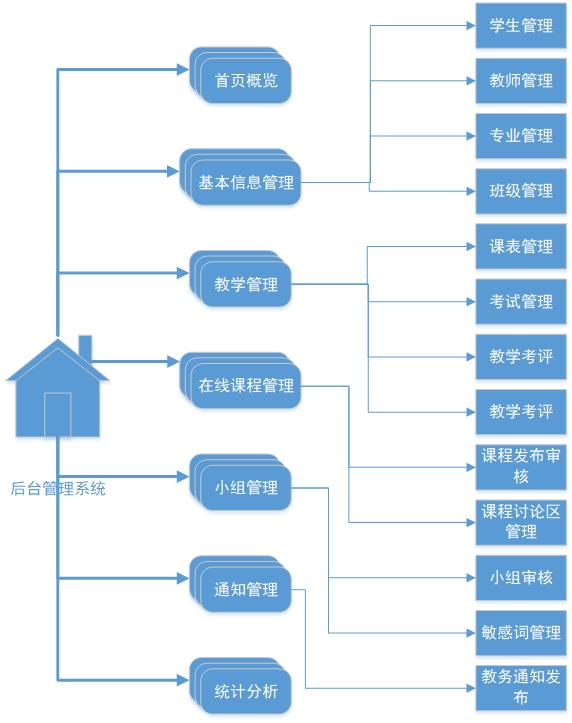 后台管理系统
首页概览
基本信息管理
教学管理
在线课程管理
小组管理
通知管理
统计分析
学生管理
教师管理
专业管理
班级管理
课表管理
考试管理
教学考评
教学考评
课程发布审
核
课程讨论区
管理
小组审核
敏感词管理
教务通知发
布